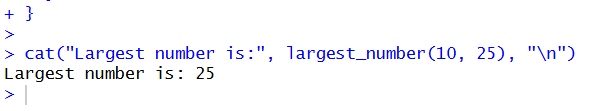 + }
>
> cat("Largest number is:", largest_number(10, 25), "\n")
Largest number is: 25
>